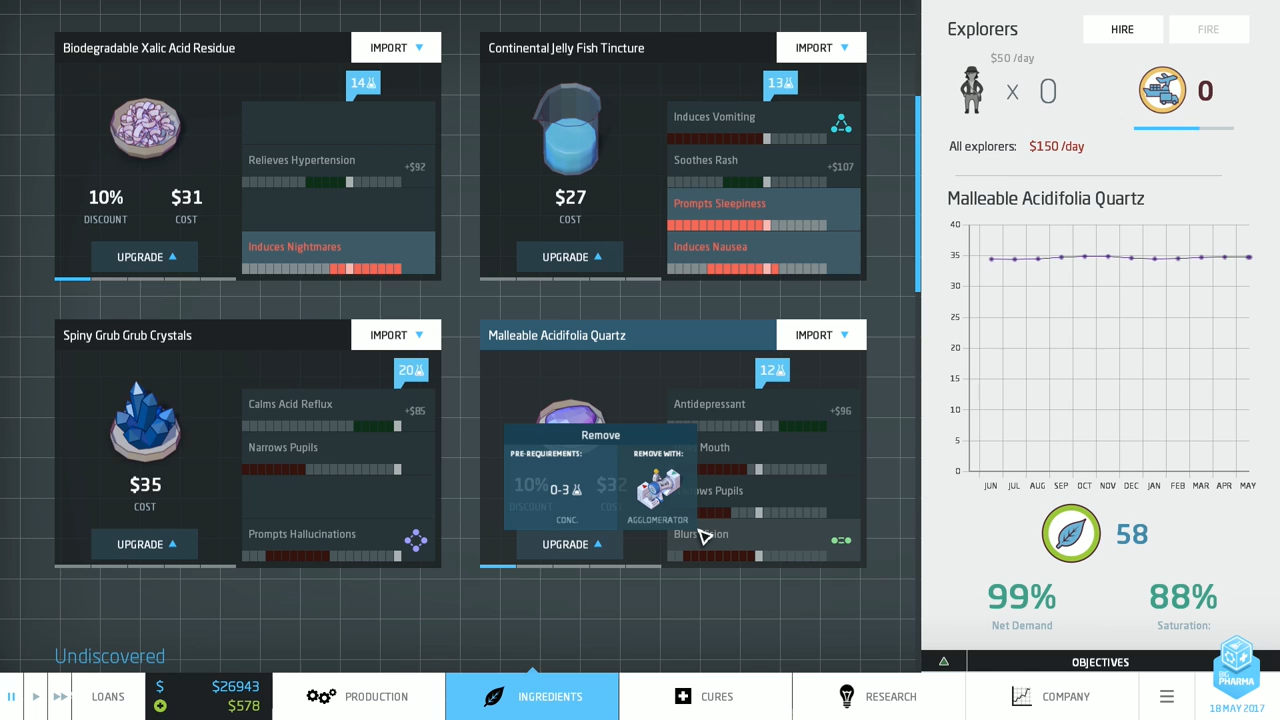 Biodegradable Xalic Acid Residue
IMPORT
14
Relieves Hypertension
+$92
10%
DISCOUNT
$31
COST
UPGRADE
Induces Nightmares
Continental Jelly Fish Tincture
IMPORT
13
Induces Vomiting
Soothes Rash
+$107
Prompts Sleepiness
Induces Nausea
$27
COST
UPGRADE
Spiny Grub Grub Crystals
IMPORT
20
Calms Acid Reflux
+$85
Narrows Pupils
Prompts Hallucinations
$35
COST
UPGRADE
Malleable Acidifolia Quartz
IMPORT
12
Antidepressant
+$96
Mouth
Pupils
Remove
PRE-REQUIREMENTS:
REMOVE WITH:
0-3
CONC.
AGGLOMERATOR
10%
DISCOUNT
UPGRADE
Undiscovered
Explorers
HIRE
FIRE
$50 /day
X 0
0
All explorers: $150 /day
Malleable Acidifolia Quartz
40
35
30
25
20
15
10
5
0
JUN JUL AUG SEP OCT NOV DEC JAN FEB MAR APR MAY
58
99%
Net Demand
88%
Saturation:
OBJECTIVES
LOANS
$ $26943
$578
PRODUCTION
INGREDIENTS
CURES
RESEARCH
COMPANY
BIG PHARMA
18 MAY 2017